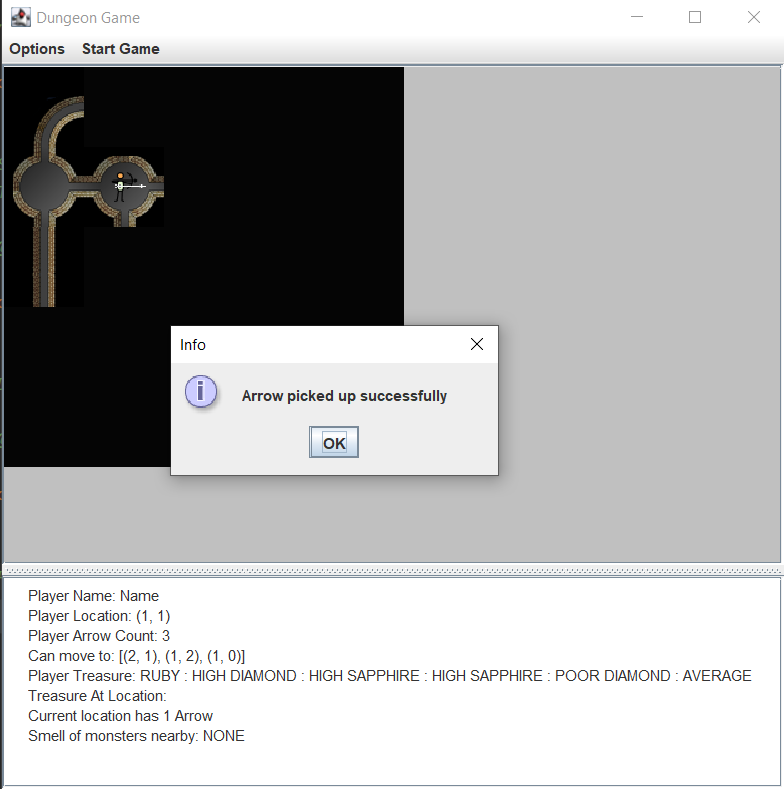 Dungeon Game
Options Start Game
Info
Arrow picked up successfully
OK
Player Name: Name
Player Location: (1, 1)
Player Arrow Count: 3
Can move to: [(2, 1), (1, 2), (1, 0)]
Player Treasure: RUBY : HIGH DIAMOND : HIGH SAPPHIRE : HIGH SAPPHIRE : POOR DIAMOND : AVERAGE
Treasure At Location:
Current location has 1 Arrow
Smell of monsters nearby: NONE